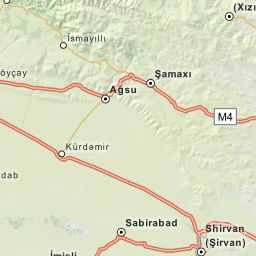 (Xızı
İsmayıllı
öyçay
Şamaxı
Ağsu
M4
Kürdəmir
dab
Sabirabad
Shirvan
(Şirvan)
İmişli